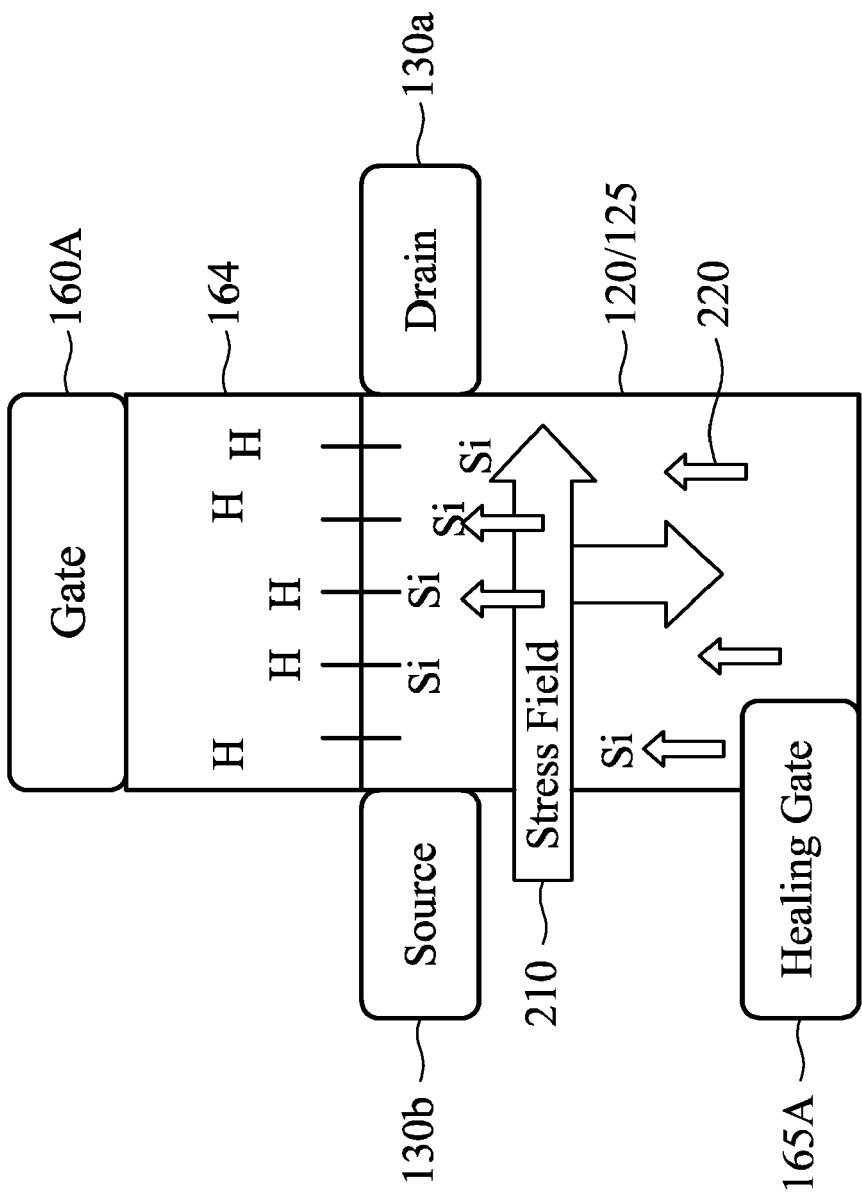 Gate
160A
H
H
H
H
H
164
130b
Source
Si
Si
Si
Si
Drain
130a
210
Stress Field
Si
120/125
220
165A
Healing Gate